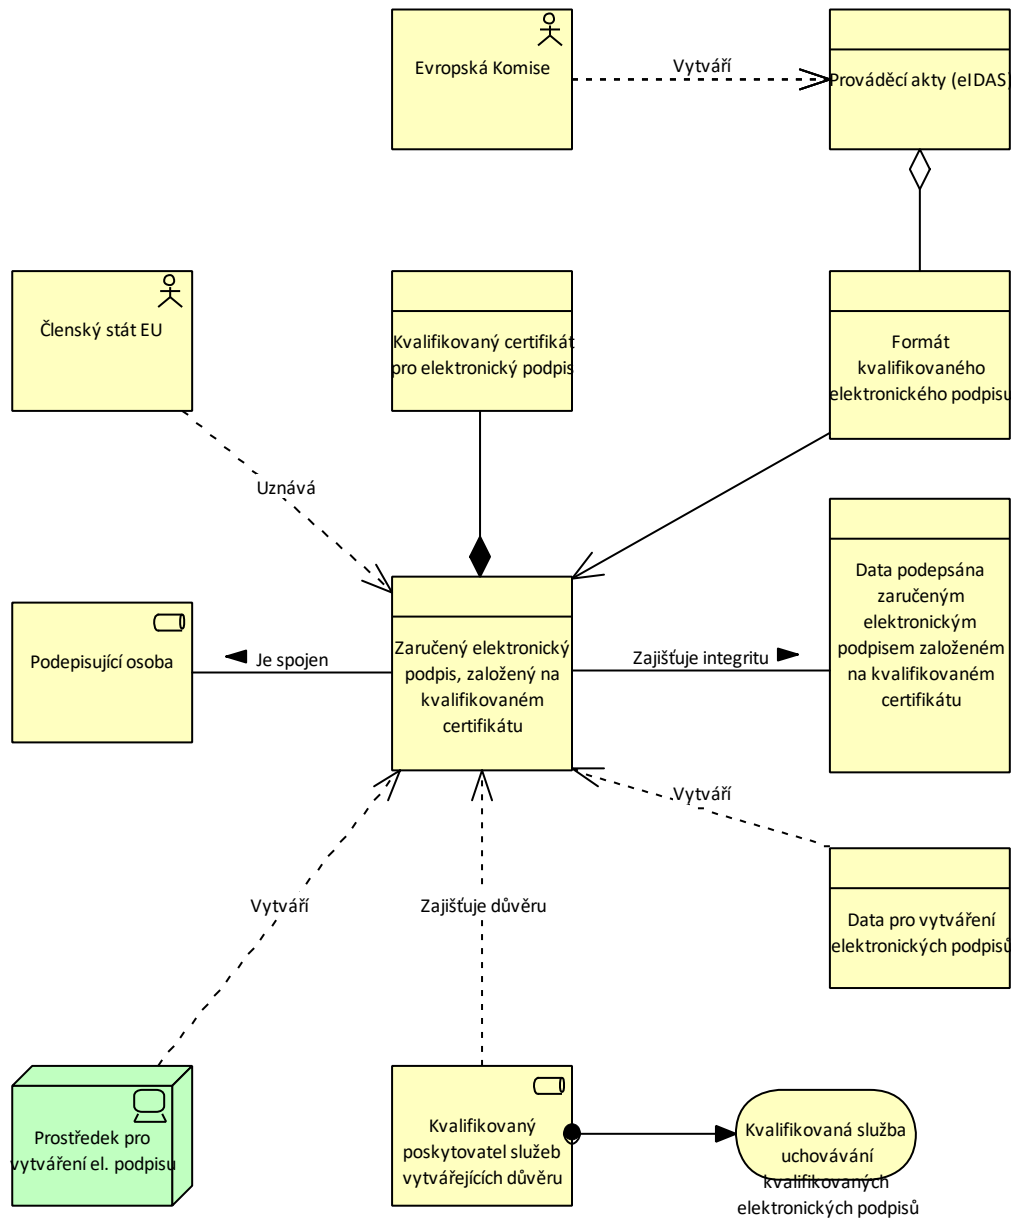 Evropská Komise
Vytváří
Prováděcí akty (eIDAS)
Členský stát EU
Kvalifikovaný certifikát
pro elektronický podpis
Formát
kvalifikovaného
elektronického podpisu
Uznává
Podepisující osoba
Je spojen
Zaručený elektronický
podpis, založený na
kvalifikovaném
certifikátu
Zajišťuje integritu
Data podepsána
zaručeným
elektronickým
podpisem založeném
na kvalifikovaném
certifikátu
Vytváří
Vytváří
Zajišťuje důvěru
Data pro vytváření
elektronických podpisů
Prostředek pro
vytváření el. podpisu
Kvalifikovaný
poskytovatel služeb
vytvářejících důvěru
Kvalifikovaná služba
uchovávání
kvalifikovaných
elektronických podpisů